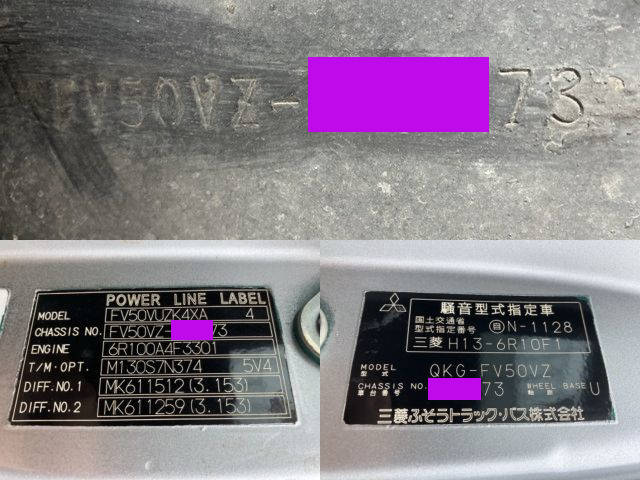 FV50VZ- 73
POWER LINE LABEL
MODEL FV50VUZK4XA 4
CHASSIS NO. FV50VZ- 73
ENGINE 6R100A4F3301
T/M·OPT. M130S7N374 5V4
DIFF.NO.1 MK611512(3.153)
DIFF.NO.2 MK611259(3.153)
騒音型式指定車
国土交通省
型式指定番号 自N-1128
三菱 H13-6R10F1
MODEL
型式 QKG-FV50VZ
CHASSIS NO.
車台番号 73 WHEEL BASE
軸距 U
三菱ふそうトラック・バス株式会社